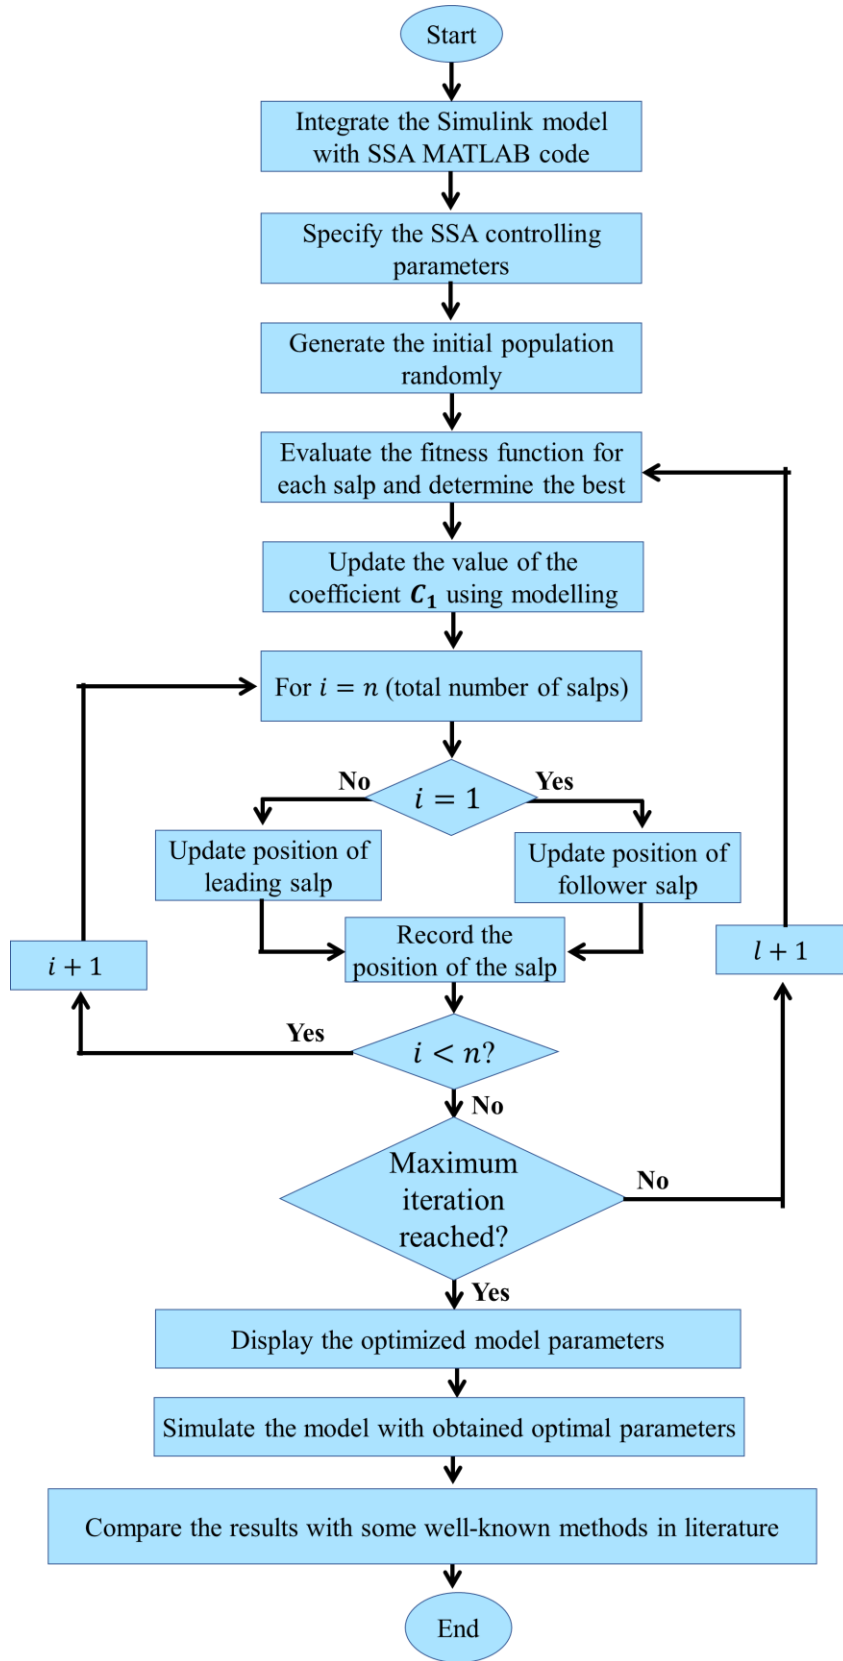 Start
Integrate the Simulink model
with SSA MATLAB code
Specify the SSA controlling
parameters
Generate the initial population
randomly
Evaluate the fitness function for
each salp and determine the best
Update the value of the
coefficient C₁ using modelling
For i = n (total number of salps)
No
Yes
i = 1
Update position of
leading salp
Update position of
follower salp
Record the
position of the salp
i + 1
l + 1
Yes
i < n?
No
Maximum
iteration
reached?
No
Yes
Display the optimized model parameters
Simulate the model with obtained optimal parameters
Compare the results with some well-known methods in literature
End